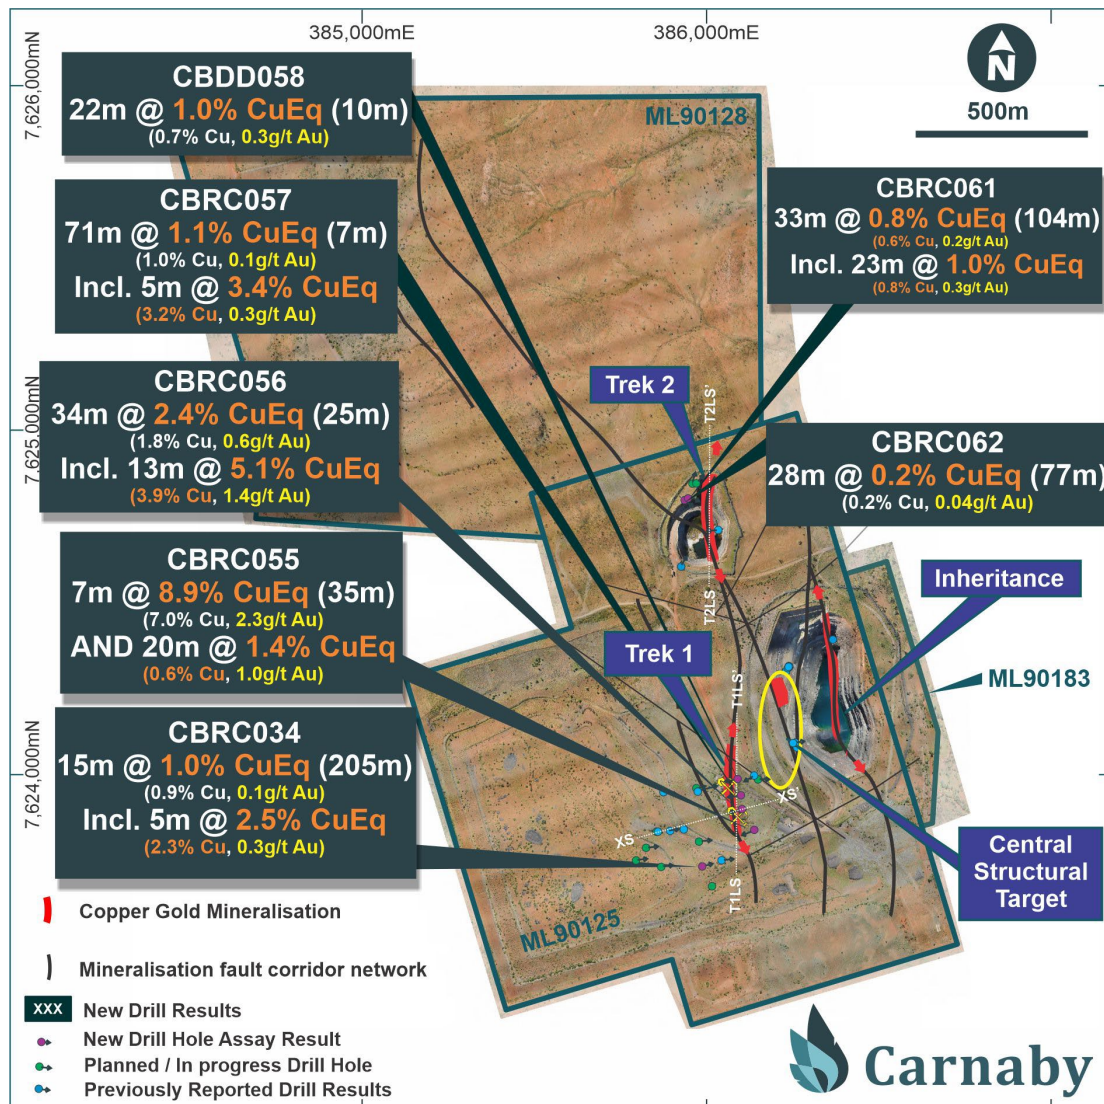 385,000mE
386,000mE
7,626,000mN
7,625,000mN
7,624,000mN
N
500m
CBDD058
22m @ 1.0% CuEq (10m)
(0.7% Cu, 0.3g/t Au)
CBRC057
71m @ 1.1% CuEq (7m)
(1.0% Cu, 0.1g/t Au)
Incl. 5m @ 3.4% CuEq
(3.2% Cu, 0.3g/t Au)
CBRC056
34m @ 2.4% CuEq (25m)
(1.8% Cu, 0.6g/t Au)
Incl. 13m @ 5.1% CuEq
(3.9% Cu, 1.4g/t Au)
CBRC055
7m @ 8.9% CuEq (35m)
(7.0% Cu, 2.3g/t Au)
AND 20m @ 1.4% CuEq
(0.6% Cu, 1.0g/t Au)
CBRC034
15m @ 1.0% CuEq (205m)
(0.9% Cu, 0.1g/t Au)
Incl. 5m @ 2.5% CuEq
(2.3% Cu, 0.3g/t Au)
ML90128
CBRC061
33m @ 0.8% CuEq (104m)
(0.6% Cu, 0.2g/t Au)
Incl. 23m @ 1.0% CuEq
(0.8% Cu, 0.3g/t Au)
Trek 2
T2LS'
T2LS
CBRC062
28m @ 0.2% CuEq (77m)
(0.2% Cu, 0.04g/t Au)
Inheritance
Trek 1
T1LS'
T1LS
ML90183
XS
XS'
Central
Structural
Target
ML90125
Copper Gold Mineralisation
Mineralisation fault corridor network
XXX New Drill Results
New Drill Hole Assay Result
Planned / In progress Drill Hole
Previously Reported Drill Results
Carnaby